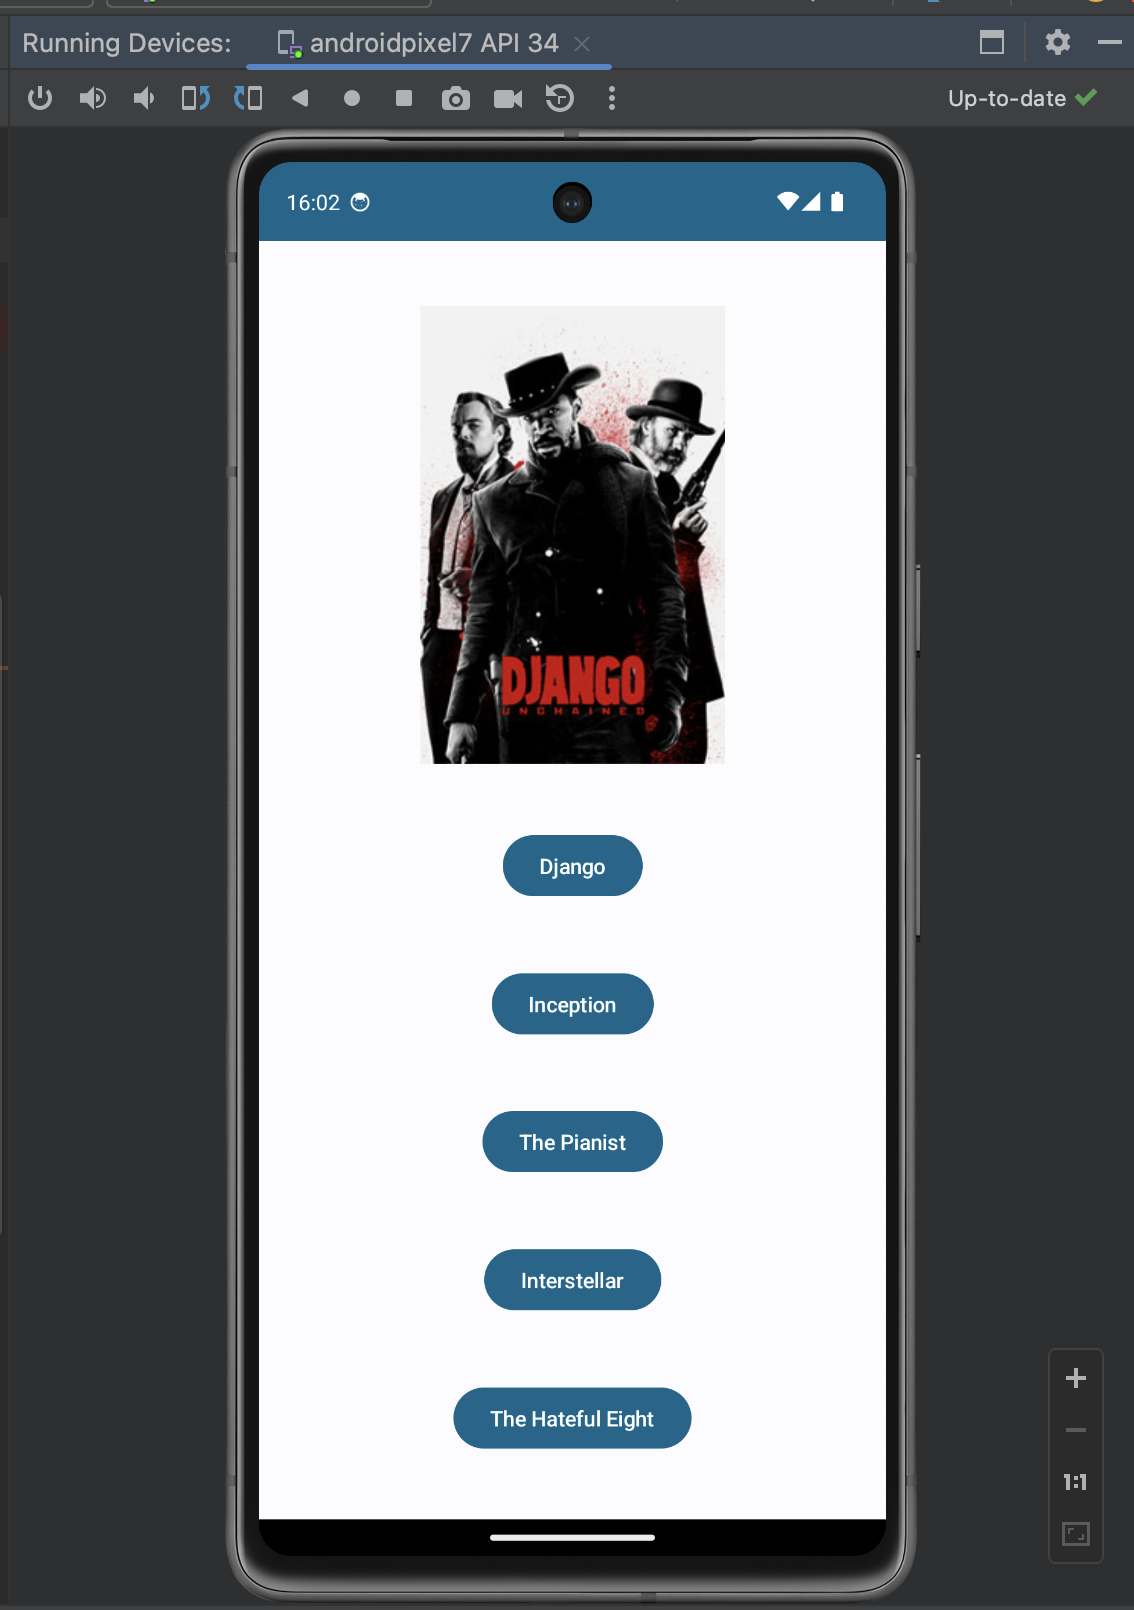 Running Devices: androidpixel7 API 34
Up-to-date
16:02
DJANGO
UNCHAINED
Django
Inception
The Pianist
Interstellar
The Hateful Eight
1:1